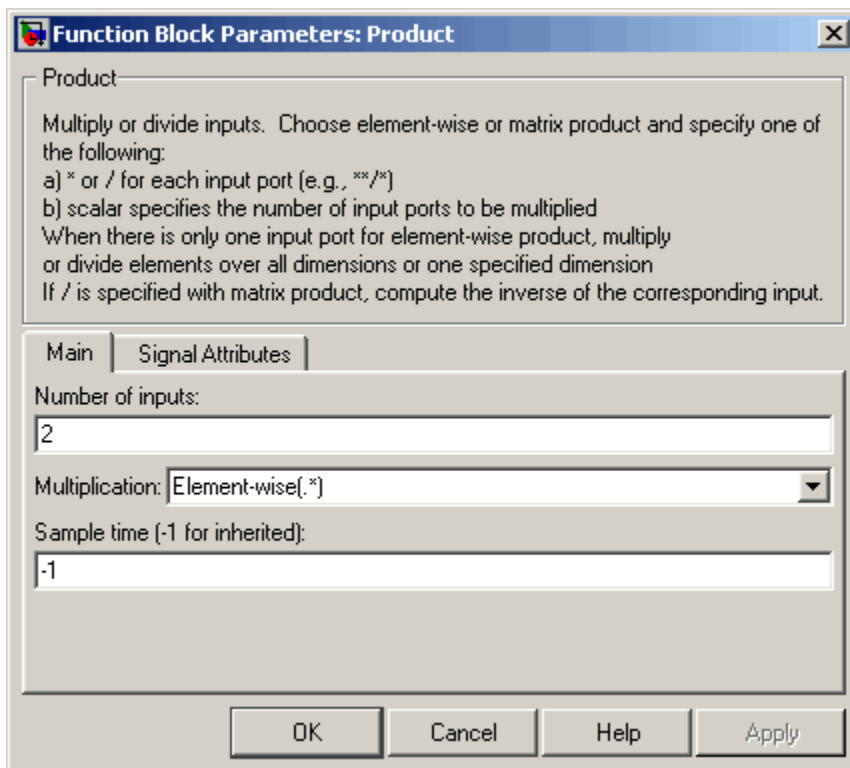 Function Block Parameters: Product
Product
Multiply or divide inputs.  Choose element-wise or matrix product and specify one of
the following:
a) * or / for each input port (e.g., **/*)
b) scalar specifies the number of input ports to be multiplied
When there is only one input port for element-wise product, multiply
or divide elements over all dimensions or one specified dimension
If / is specified with matrix product, compute the inverse of the corresponding input.
Main
Signal Attributes
Number of inputs:
2
Multiplication: Element-wise(.*)
Sample time (-1 for inherited):
-1
OK
Cancel
Help
Apply